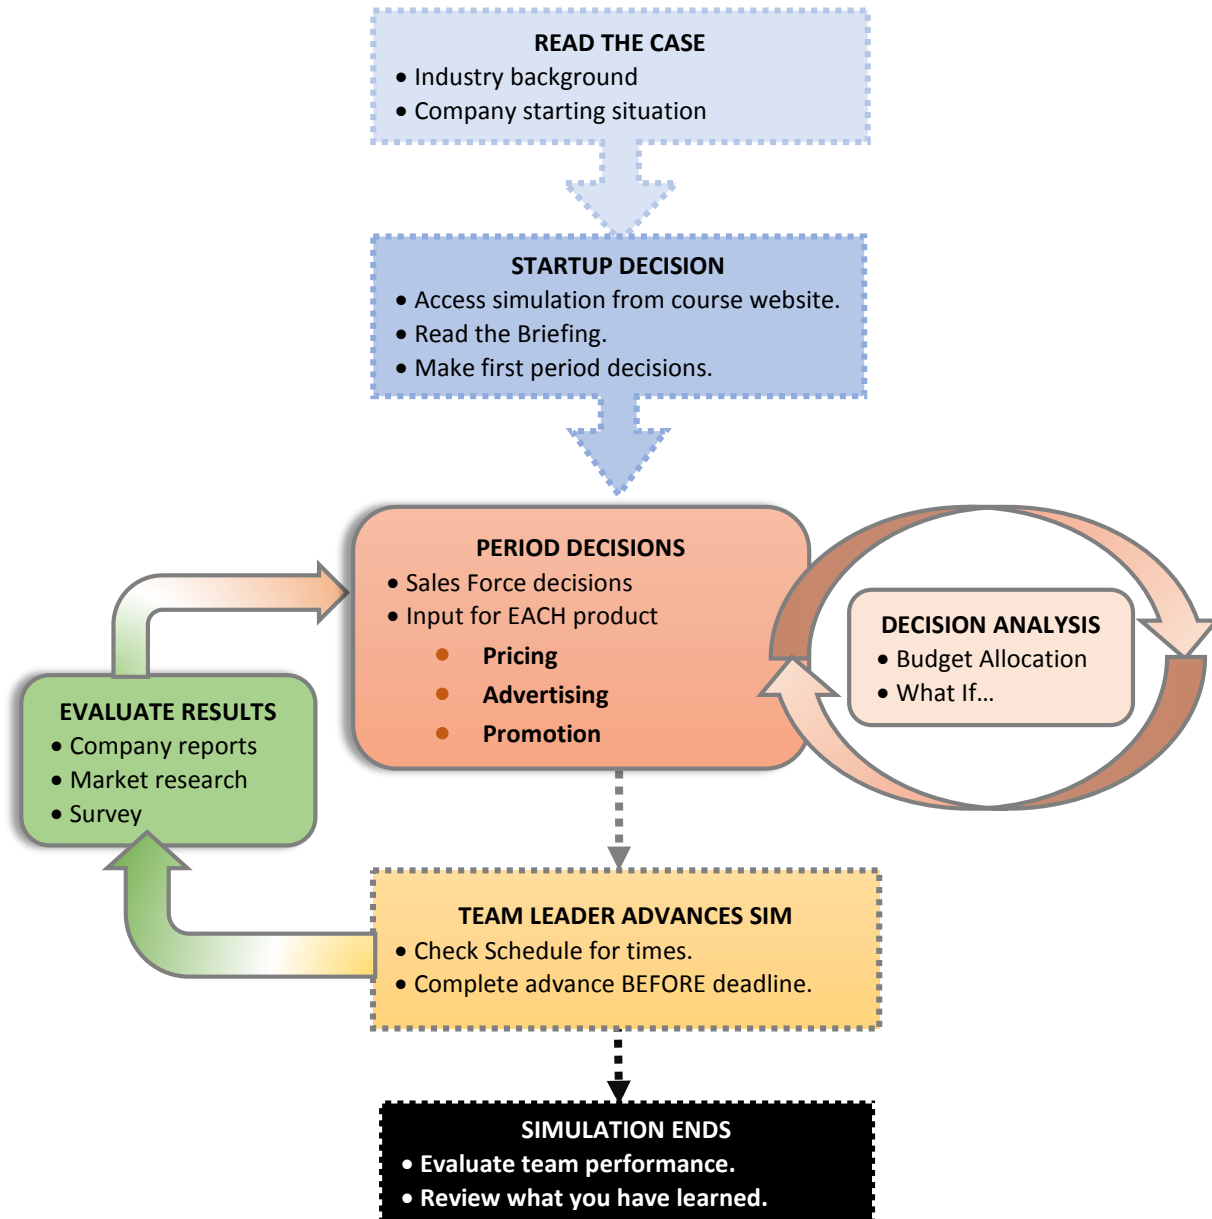 READ THE CASE
• Industry background
• Company starting situation
STARTUP DECISION
• Access simulation from course website.
• Read the Briefing.
• Make first period decisions.
PERIOD DECISIONS
• Sales Force decisions
• Input for EACH product
• Pricing
• Advertising
• Promotion
DECISION ANALYSIS
• Budget Allocation
• What If...
EVALUATE RESULTS
• Company reports
• Market research
• Survey
TEAM LEADER ADVANCES SIM
• Check Schedule for times.
• Complete advance BEFORE deadline.
SIMULATION ENDS
• Evaluate team performance.
• Review what you have learned.